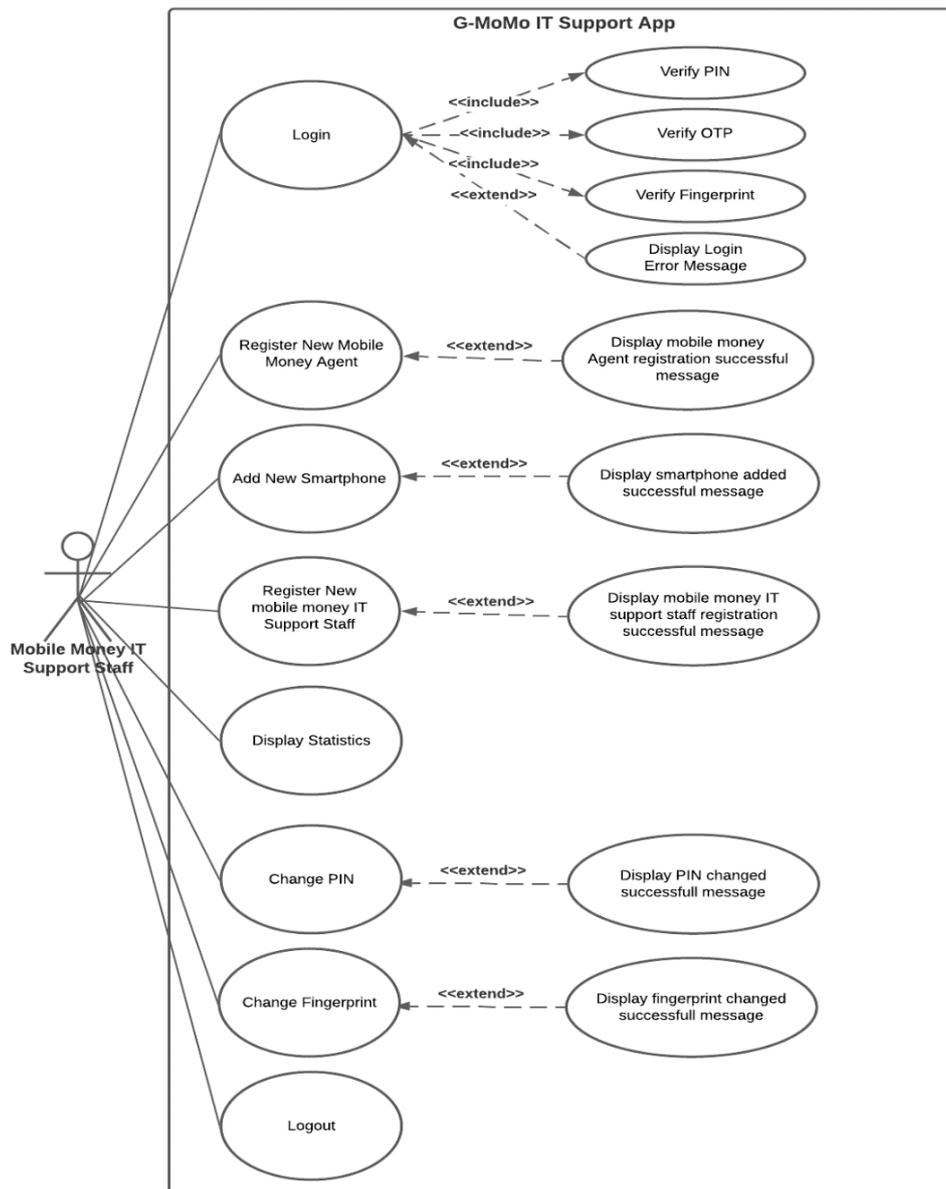 G-MoMo IT Support App
Verify PIN
<<include>>
Login
<<include>>
Verify OTP
<<include>>
Verify Fingerprint
<<extend>>
Display Login
Error Message
Register New Mobile
Money Agent
<<extend>>
Display mobile money
Agent registration successful
message
Add New Smartphone
<<extend>>
Display smartphone added
successful message
Mobile Money IT
Support Staff
Register New
mobile money IT
Support Staff
<<extend>>
Display mobile money IT
support staff registration
successful message
Display Statistics
Change PIN
<<extend>>
Display PIN changed
successfull message
Change Fingerprint
<<extend>>
Display fingerprint changed
successfull message
Logout